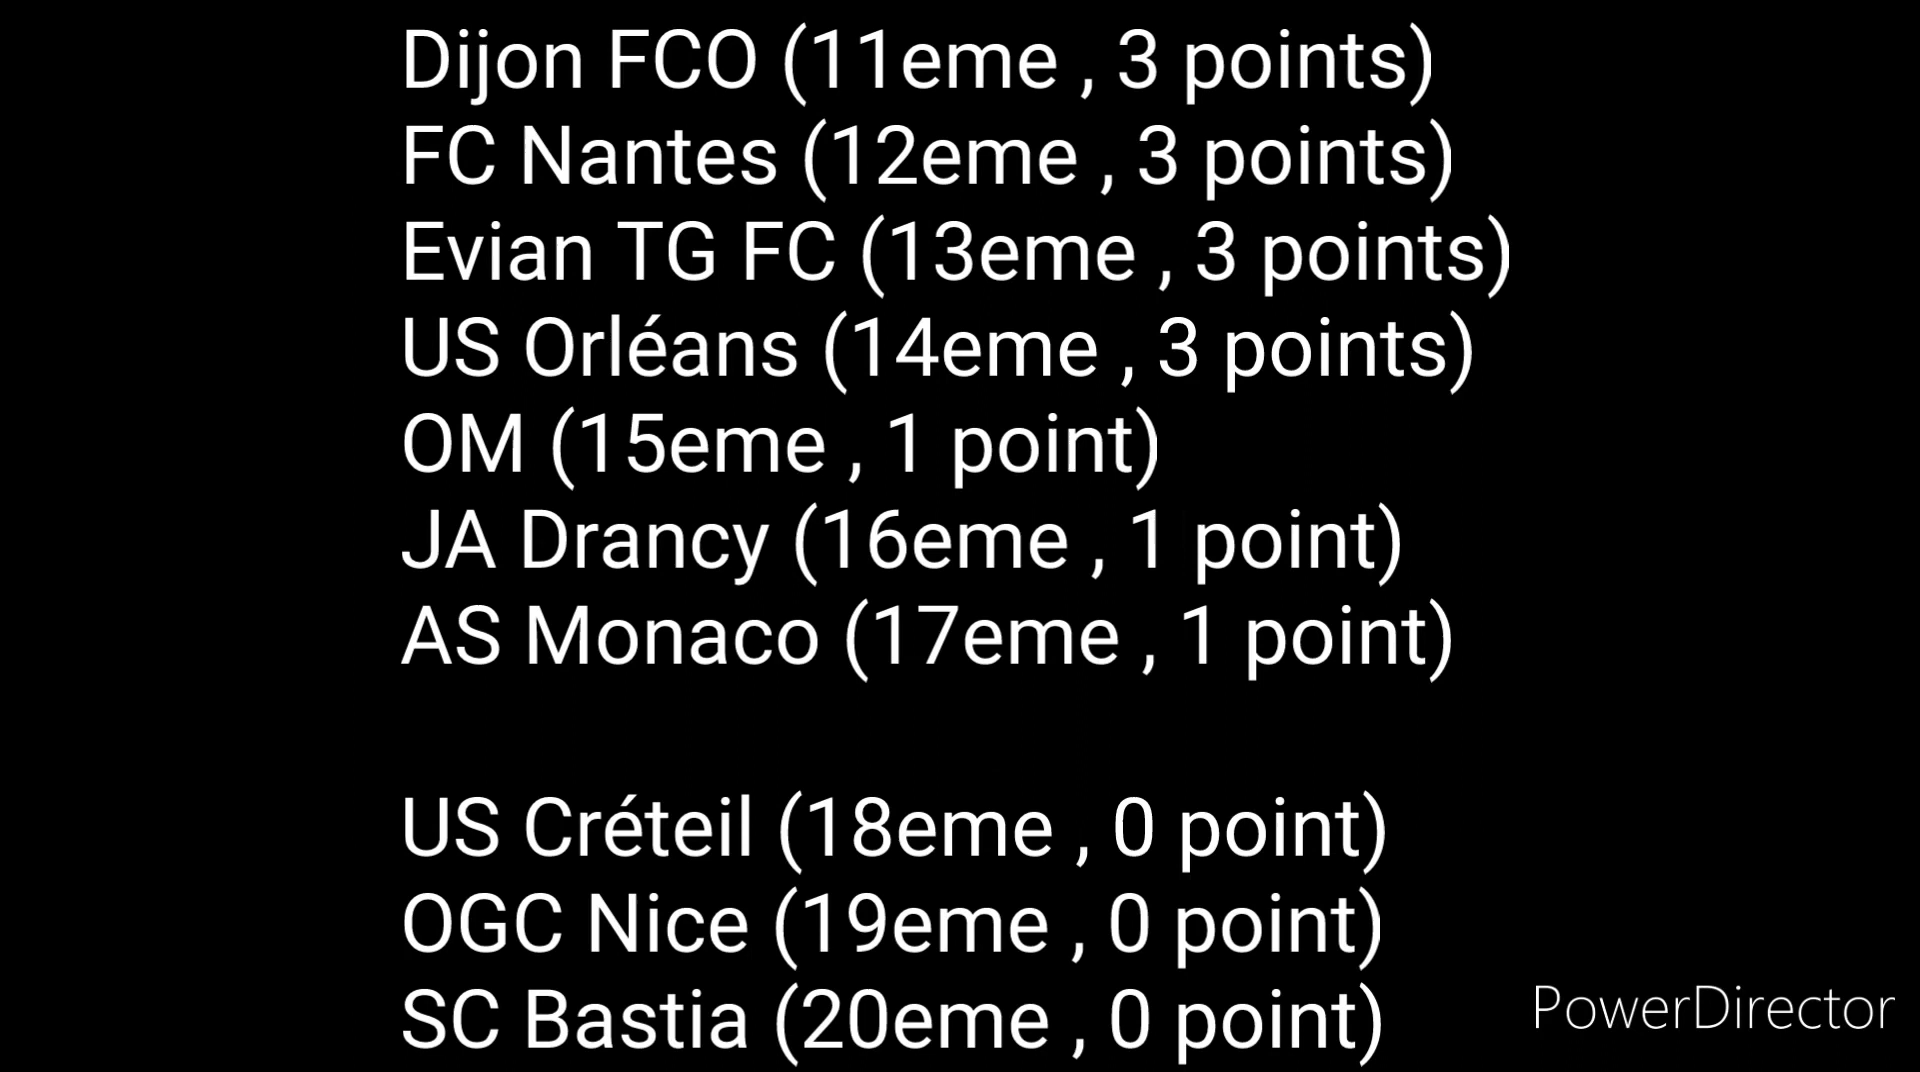 Dijon FCO (11eme , 3 points)
FC Nantes (12eme , 3 points)
Evian TG FC (13eme , 3 points)
US Orléans (14eme , 3 points)
OM (15eme , 1 point)
JA Drancy (16eme , 1 point)
AS Monaco (17eme , 1 point)
US Créteil (18eme , 0 point)
OGC Nice (19eme , 0 point)
SC Bastia (20eme , 0 point)
PowerDirector